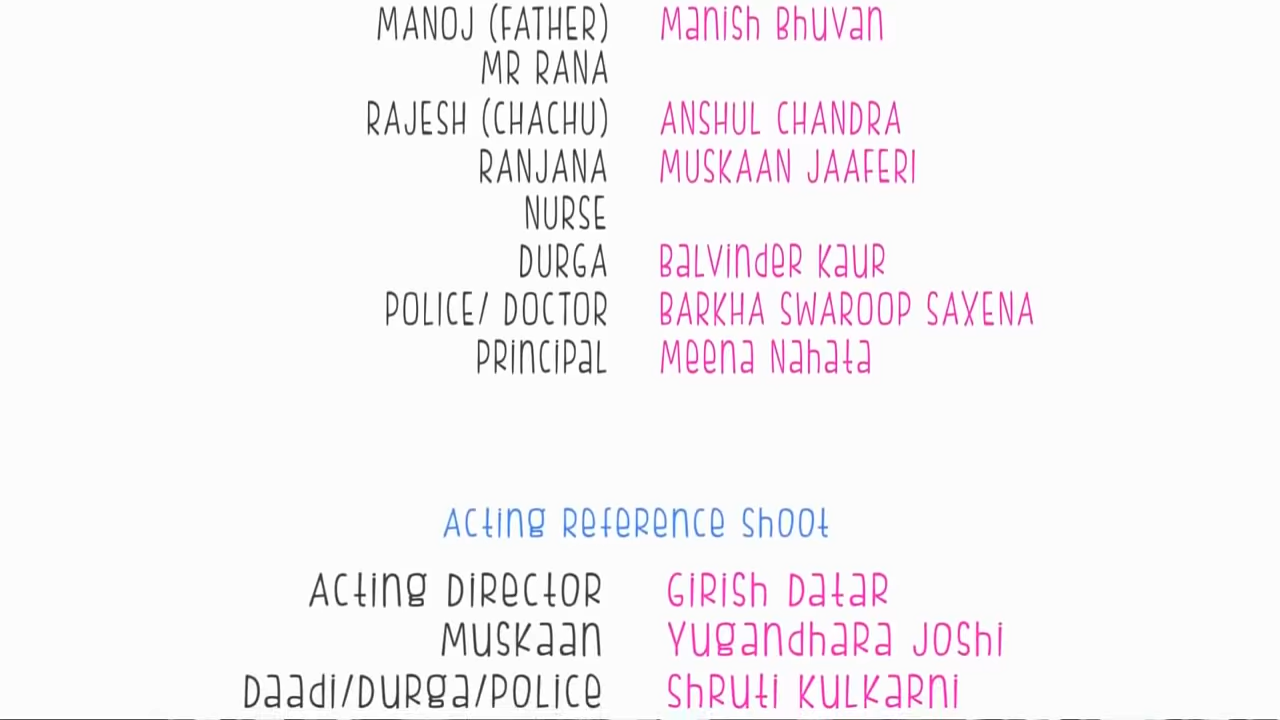 MANOJ (FATHER) Manish Bhuvan
MR RANA
RAJESH (CHACHU) ANSHUL CHANDRA
RANJANA MUSKAAN JAAFERI
NURSE
DURGA Balvinder Kaur
POLICE/ DOCTOR BARKHA SWAROOP SAXENA
Principal Meena Nahata
Acting Reference Shoot
Acting Director Girish Datar
Muskaan Yugandhara Joshi
Daadi/Durga/Police Shruti Kulkarni